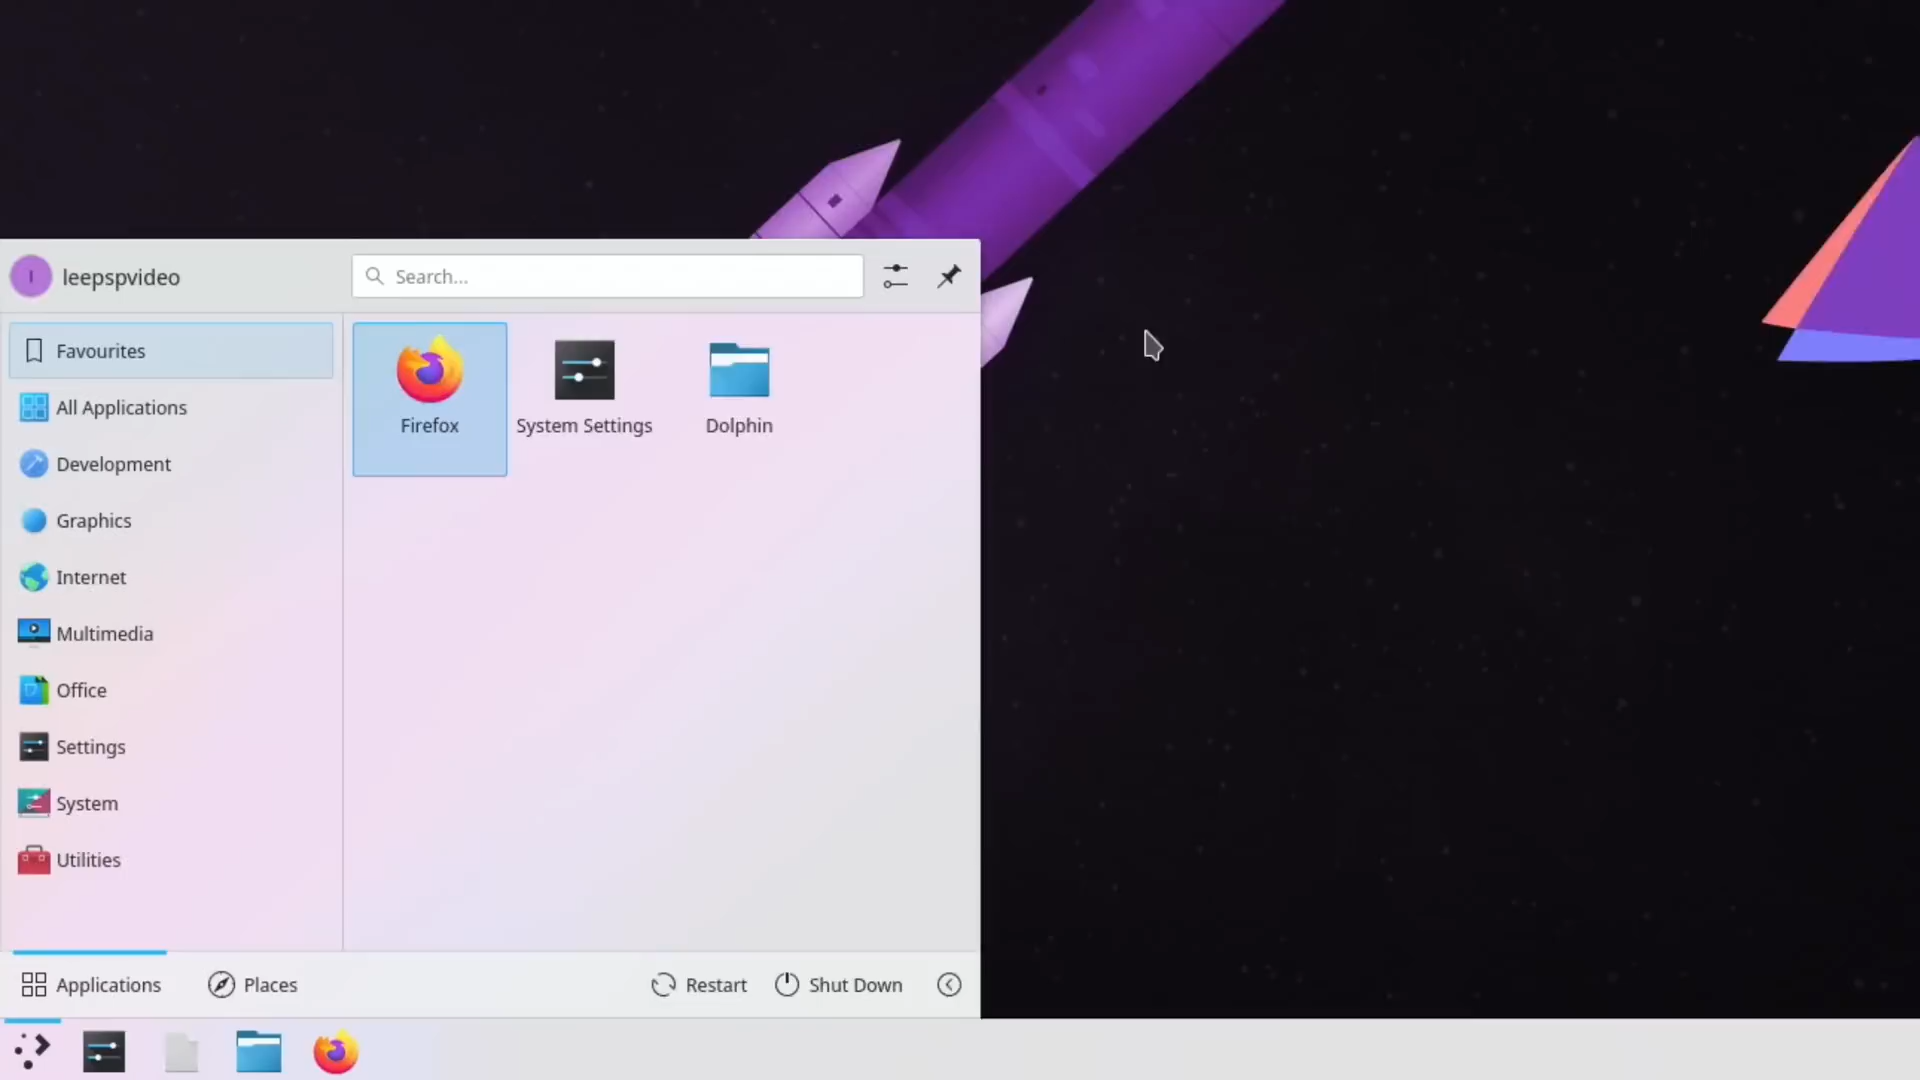 I
leepspvideo
Search...
Favourites
All Applications
Development
Graphics
Internet
Multimedia
Office
Settings
System
Utilities
Firefox
System Settings
Dolphin
Applications
Places
Restart
Shut Down